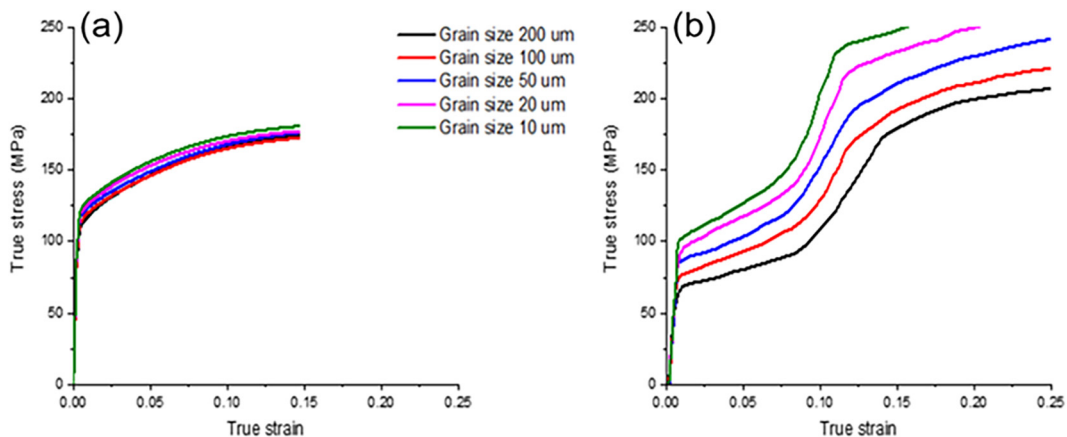 (a)
250
200
150
100
50
0
True stress (MPa)
0.00 0.05 0.10 0.15 0.20 0.25
True strain
Grain size 200 um
Grain size 100 um
Grain size 50 um
Grain size 20 um
Grain size 10 um
(b)
250
200
150
100
50
0
True stress (MPa)
0.00 0.05 0.10 0.15 0.20 0.25
True strain